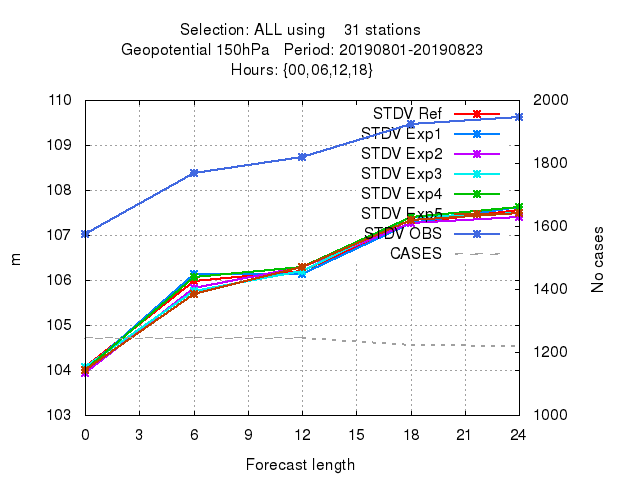 Selection: ALL using 31 stations
Geopotential 150hPa Period: 20190801-20190823
Hours: {00,06,12,18}
110
109
108
107
106
105
104
103
m
2000
1800
1600
1400
1200
1000
No cases
STDV Ref
STDV Exp1
STDV Exp2
STDV Exp3
STDV Exp4
STDV Exp5
STDV OBS
CASES
0 3 6 9 12 15 18 21 24
Forecast length